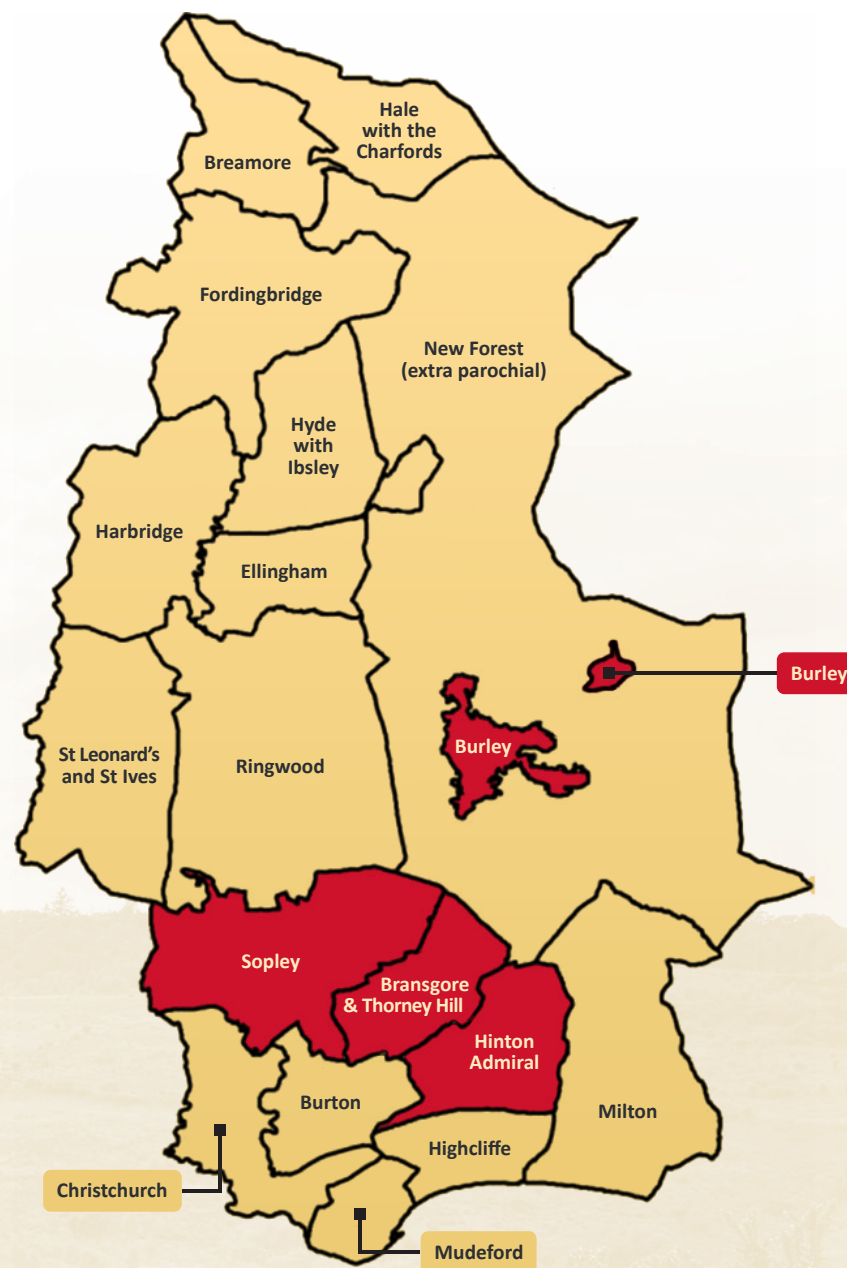 Hale
with the
Charfords
Breamore
Fordingbridge
New Forest
(extra parochial)
Hyde
with
Ibsley
Harbridge
Ellingham
Burley
St Leonard’s
and St Ives
Ringwood
Burley
Sopley
Bransgore
& Thorney Hill
Hinton
Admiral
Burton
Milton
Highcliffe
Christchurch
Mudeford